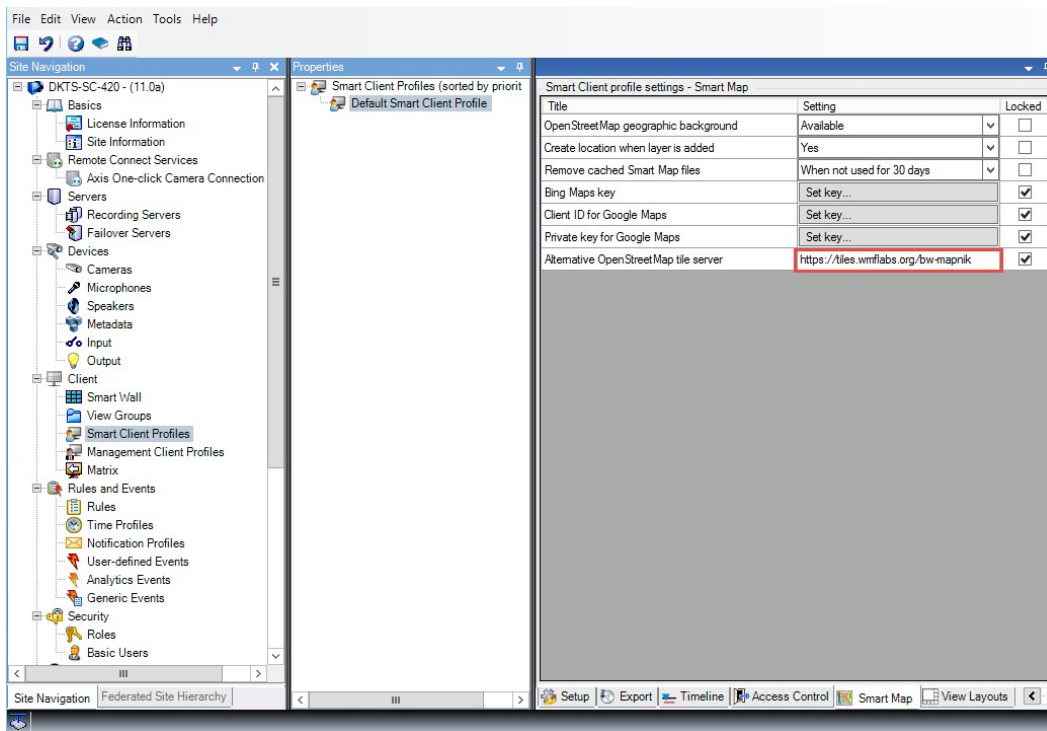 File Edit View Action Tools Help
Site Navigation
DKTS-SC-420 - (11.0a)
Basics
License Information
Site Information
Remote Connect Services
Axis One-click Camera Connection
Servers
Recording Servers
Failover Servers
Devices
Cameras
Microphones
Speakers
Metadata
Input
Output
Client
Smart Wall
View Groups
Smart Client Profiles
Management Client Profiles
Matrix
Rules and Events
Rules
Time Profiles
Notification Profiles
User-defined Events
Analytics Events
Generic Events
Security
Roles
Basic Users
Site Navigation Federated Site Hierarchy
Properties
Smart Client Profiles (sorted by priorit
Default Smart Client Profile
Smart Client profile settings - Smart Map
Title Setting Locked
OpenStreetMap geographic background Available
Create location when layer is added Yes
Remove cached Smart Map files When not used for 30 days
Bing Maps key Set key...
Client ID for Google Maps Set key...
Private key for Google Maps Set key...
Alternative OpenStreetMap tile server https://tiles.wmflabs.org/bw-mapnik
Setup Export Timeline Access Control Smart Map View Layouts